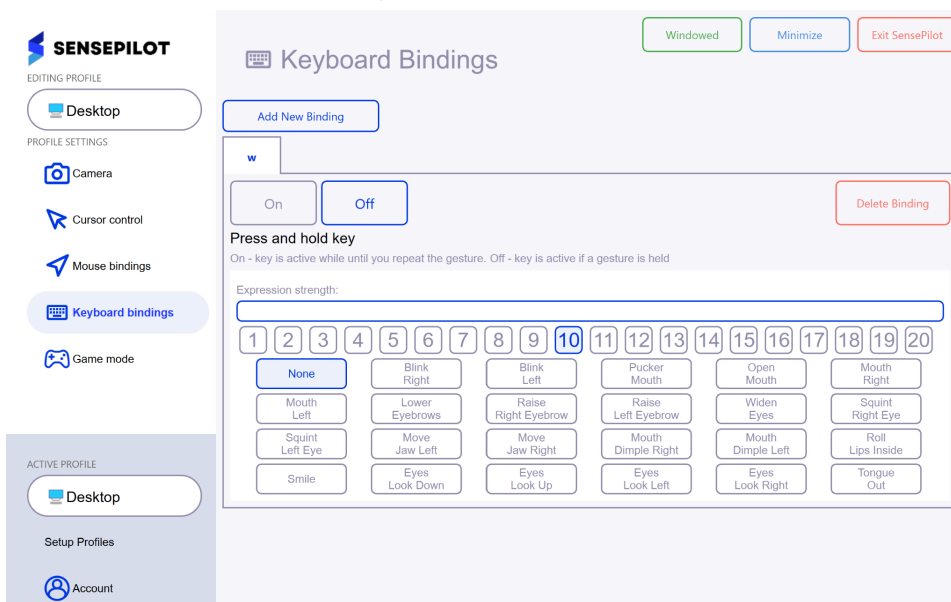 SENSEPILOT
EDITING PROFILE
Desktop
PROFILE SETTINGS
Camera
Cursor control
Mouse bindings
Keyboard bindings
Game mode
ACTIVE PROFILE
Desktop
Setup Profiles
Account
Windowed
Minimize
Exit SensePilot
Keyboard Bindings
Add New Binding
w
On
Off
Delete Binding
Press and hold key
On - key is active while until you repeat the gesture. Off - key is active if a gesture is held
Expression strength:
1 2 3 4 5 6 7 8 9 10 11 12 13 14 15 16 17 18 19 20
None
Blink
Right
Blink
Left
Pucker
Mouth
Open
Mouth
Mouth
Right
Mouth
Left
Lower
Eyebrows
Raise
Right Eyebrow
Raise
Left Eyebrow
Widen
Eyes
Squint
Right Eye
Squint
Left Eye
Move
Jaw Left
Move
Jaw Right
Mouth
Dimple Right
Mouth
Dimple Left
Roll
Lips Inside
Smile
Eyes
Look Down
Eyes
Look Up
Eyes
Look Left
Eyes
Look Right
Tongue
Out